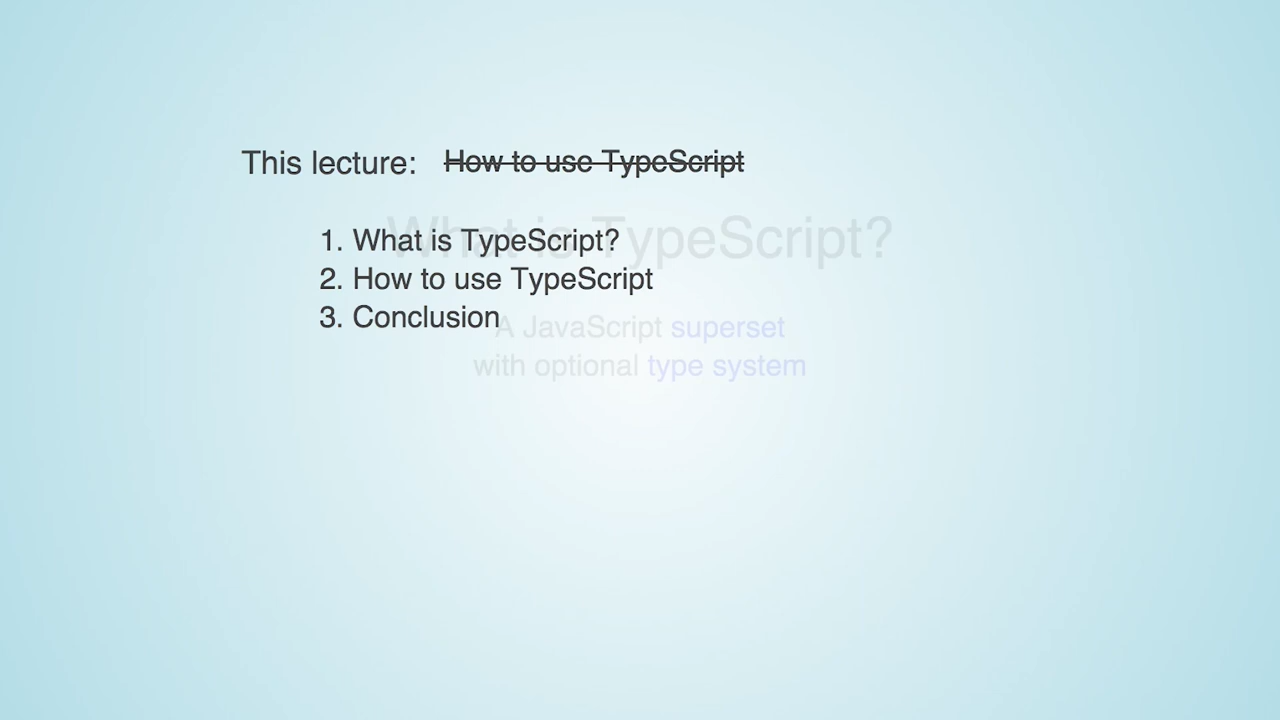 This lecture: How to use TypeScript
What is TypeScript?
1. What is TypeScript?
2. How to use TypeScript
3. Conclusion
A JavaScript superset
with optional type system